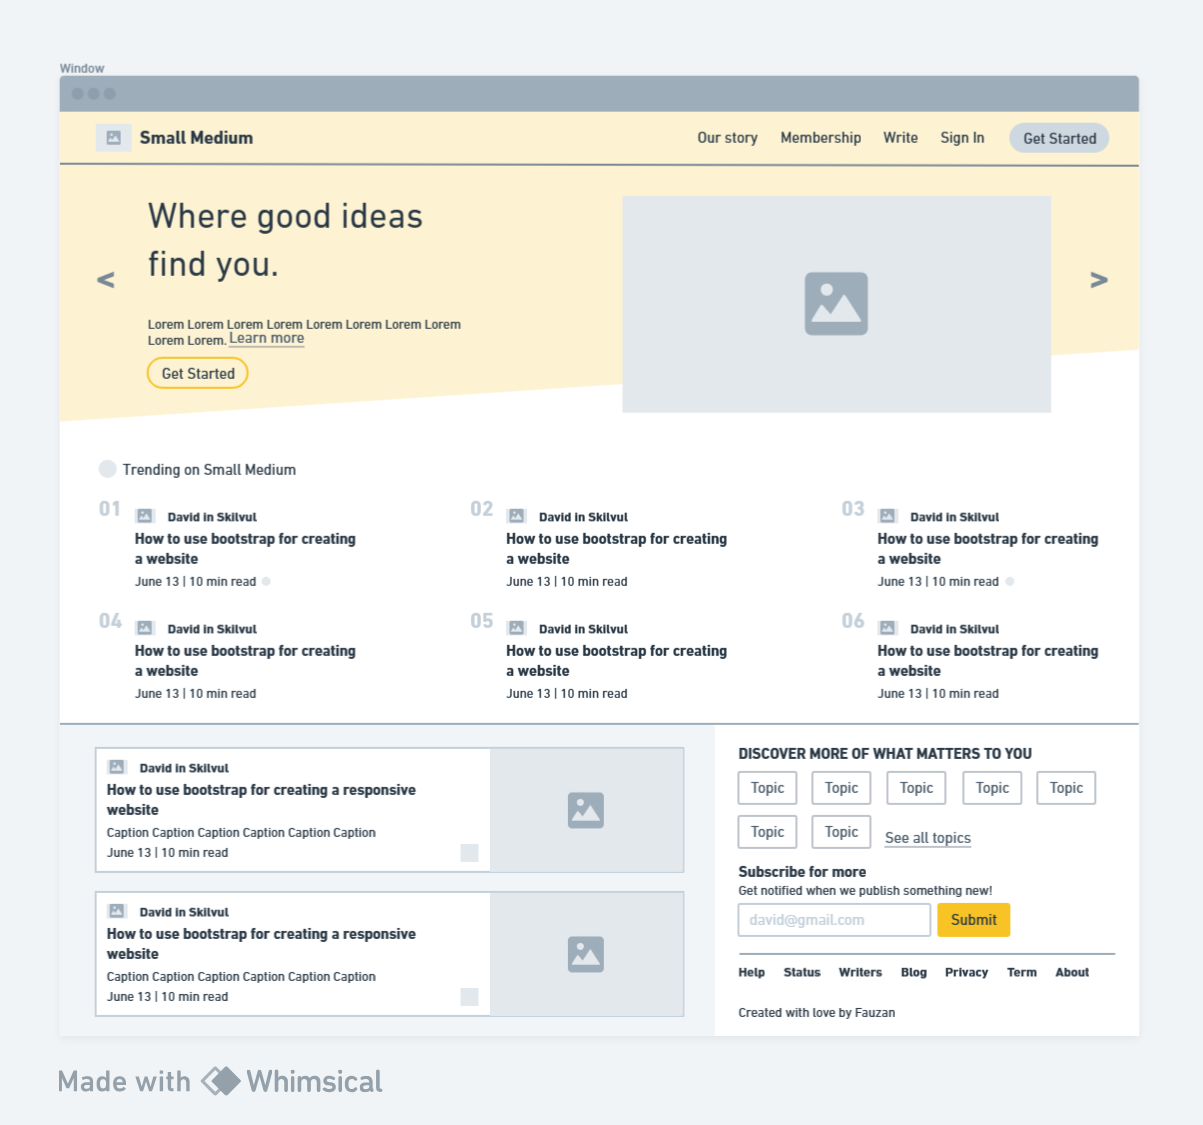 Window
Small Medium
Our story Membership Write Sign In Get Started
Where good ideas
find you.
< >
Lorem Lorem Lorem Lorem Lorem Lorem Lorem Lorem
Lorem Lorem. Learn more
Get Started
Trending on Small Medium
01 David in Skilvul
How to use bootstrap for creating
a website
June 13 | 10 min read
02 David in Skilvul
How to use bootstrap for creating
a website
June 13 | 10 min read
03 David in Skilvul
How to use bootstrap for creating
a website
June 13 | 10 min read
04 David in Skilvul
How to use bootstrap for creating
a website
June 13 | 10 min read
05 David in Skilvul
How to use bootstrap for creating
a website
June 13 | 10 min read
06 David in Skilvul
How to use bootstrap for creating
a website
June 13 | 10 min read
David in Skilvul
How to use bootstrap for creating a responsive
website
Caption Caption Caption Caption Caption Caption
June 13 | 10 min read
David in Skilvul
How to use bootstrap for creating a responsive
website
Caption Caption Caption Caption Caption Caption
June 13 | 10 min read
DISCOVER MORE OF WHAT MATTERS TO YOU
Topic Topic Topic Topic Topic
Topic Topic See all topics
Subscribe for more
Get notified when we publish something new!
david@gmail.com Submit
Help Status Writers Blog Privacy Term About
Created with love by Fauzan
Made with Whimsical